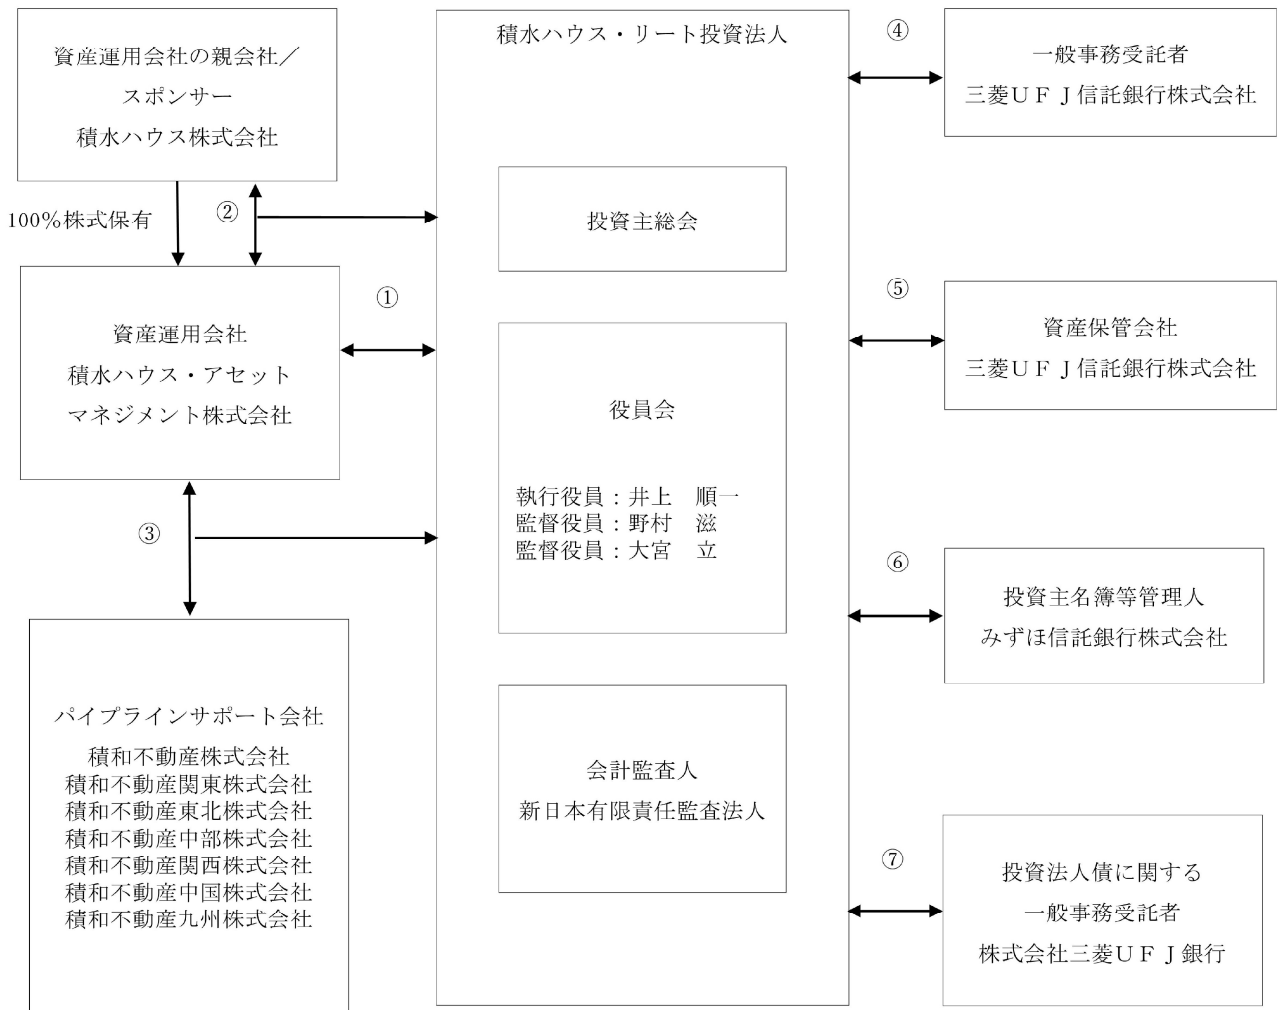 資産運用会社の親会社／
スポンサー
積水ハウス株式会社
100%株式保有
②
資産運用会社
積水ハウス・アセット
マネジメント株式会社
①
③
パイプラインサポート会社
積和不動産株式会社
積和不動産関東株式会社
積和不動産東北株式会社
積和不動産中部株式会社
積和不動産関西株式会社
積和不動産中国株式会社
積和不動産九州株式会社
積水ハウス・リート投資法人
投資主総会
役員会
執行役員：井上　順一
監督役員：野村　滋
監督役員：大宮　立
会計監査人
新日本有限責任監査法人
④
一般事務受託者
三菱ＵＦＪ信託銀行株式会社
⑤
資産保管会社
三菱ＵＦＪ信託銀行株式会社
⑥
投資主名簿等管理人
みずほ信託銀行株式会社
⑦
投資法人債に関する
一般事務受託者
株式会社三菱ＵＦＪ銀行